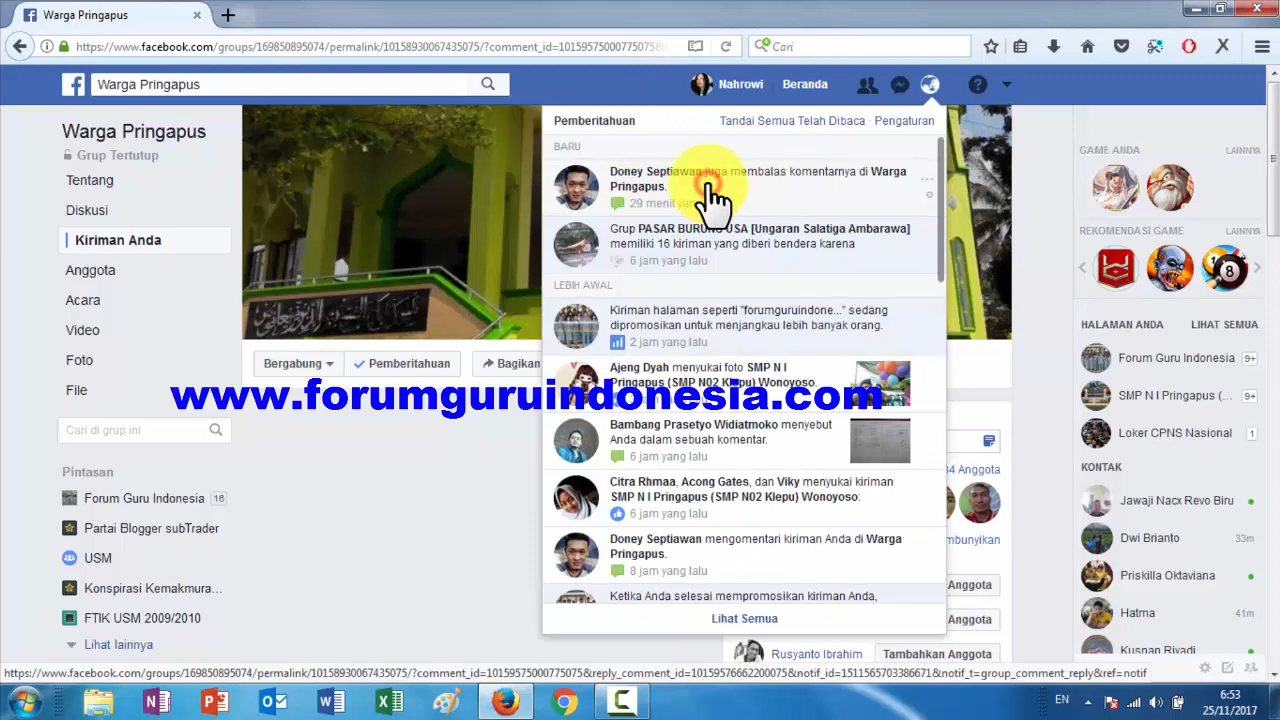 Warga Pringapus
https://www.facebook.com/groups/169850895074/permalink/10158930067435075/?comment_id=10159575000775075&
Cari
Warga Pringapus
Nahrowi
Beranda
Warga Pringapus
Grup Tertutup
Tentang
Diskusi
Kiriman Anda
Anggota
Acara
Video
Foto
File
Cari di grup ini
Pintasan
Forum Guru Indonesia 16
Partai Blogger subTrader
USM
Konspirasi Kemakmura...
FTIK USM 2009/2010
Lihat lainnya
Bergabung
Pemberitahuan
Bagikan
Pemberitahuan
Tandai Semua Telah Dibaca · Pengaturan
BARU
Doney Septiawan juga membalas komentarnya di Warga
Pringapus.
29 menit
Grup PASAR BURUNG USA [Ungaran Salatiga Ambarawa]
memiliki 16 kiriman yang diberi bendera karena
6 jam yang lalu
LEBIH AWAL
Kiriman halaman seperti "forumguruindone..." sedang
dipromosikan untuk menjangkau lebih banyak orang.
2 jam yang lalu
Ajeng Dyah menyukai foto SMP N I
Pringapus (SMP N02 Klepu) Wonoyoso.
www.forumguruindonesia.com
Bambang Prasetyo Widiatmoko menyebut
Anda dalam sebuah komentar.
6 jam yang lalu
Citra Rhmaa, Acong Gates, dan Viky menyukai kiriman
SMP N I Pringapus (SMP N02 Klepu) Wonoyoso.
6 jam yang lalu
Doney Septiawan mengomentari kiriman Anda di Warga
Pringapus.
8 jam yang lalu
Ketika Anda selesai mempromosikan kiriman Anda,
Lihat Semua
Anggota
Anggota
Anggota
Rusyanto Ibrahim
Tambahkan Anggota
GAME ANDA
LAINNYA
REKOMENDASI GAME
LAINNYA
HALAMAN ANDA
LIHAT SEMUA
Forum Guru Indonesia 9+
SMP N I Pringapus (... 9+
Loker CPNS Nasional 1
KONTAK
Jawaji Nacx Revo Biru
Dwi Brianto 33m
Priskilla Oktaviana
Hatma 41m
Kusnan Riyadi
https://www.facebook.com/groups/169850895074/permalink/10158930067435075/?comment_id=10159575000775075&reply_comment_id=10159576662200075&notif_id=1511565703386671&notif_t=group_comment_reply&ref=notif
EN
6:53
25/11/2017